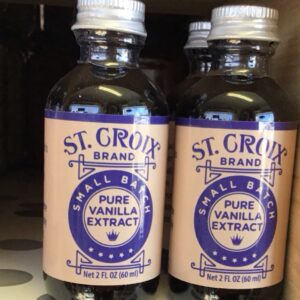 ST. CROIX
BRAND
SMALL BATCH
PURE
VANILLA
EXTRACT
Net 2 FL OZ (60 ml)
ST. CROIX
BRAND
SMALL BATCH
PURE
VANILLA
EXTRACT
Net 2 FL OZ (60 ml)